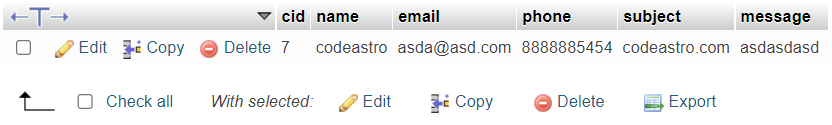 cid name email phone subject message
Edit Copy Delete 7 codeastro asda@asd.com 8888885454 codeastro.com asdasdasd
Check all With selected: Edit Copy Delete Export